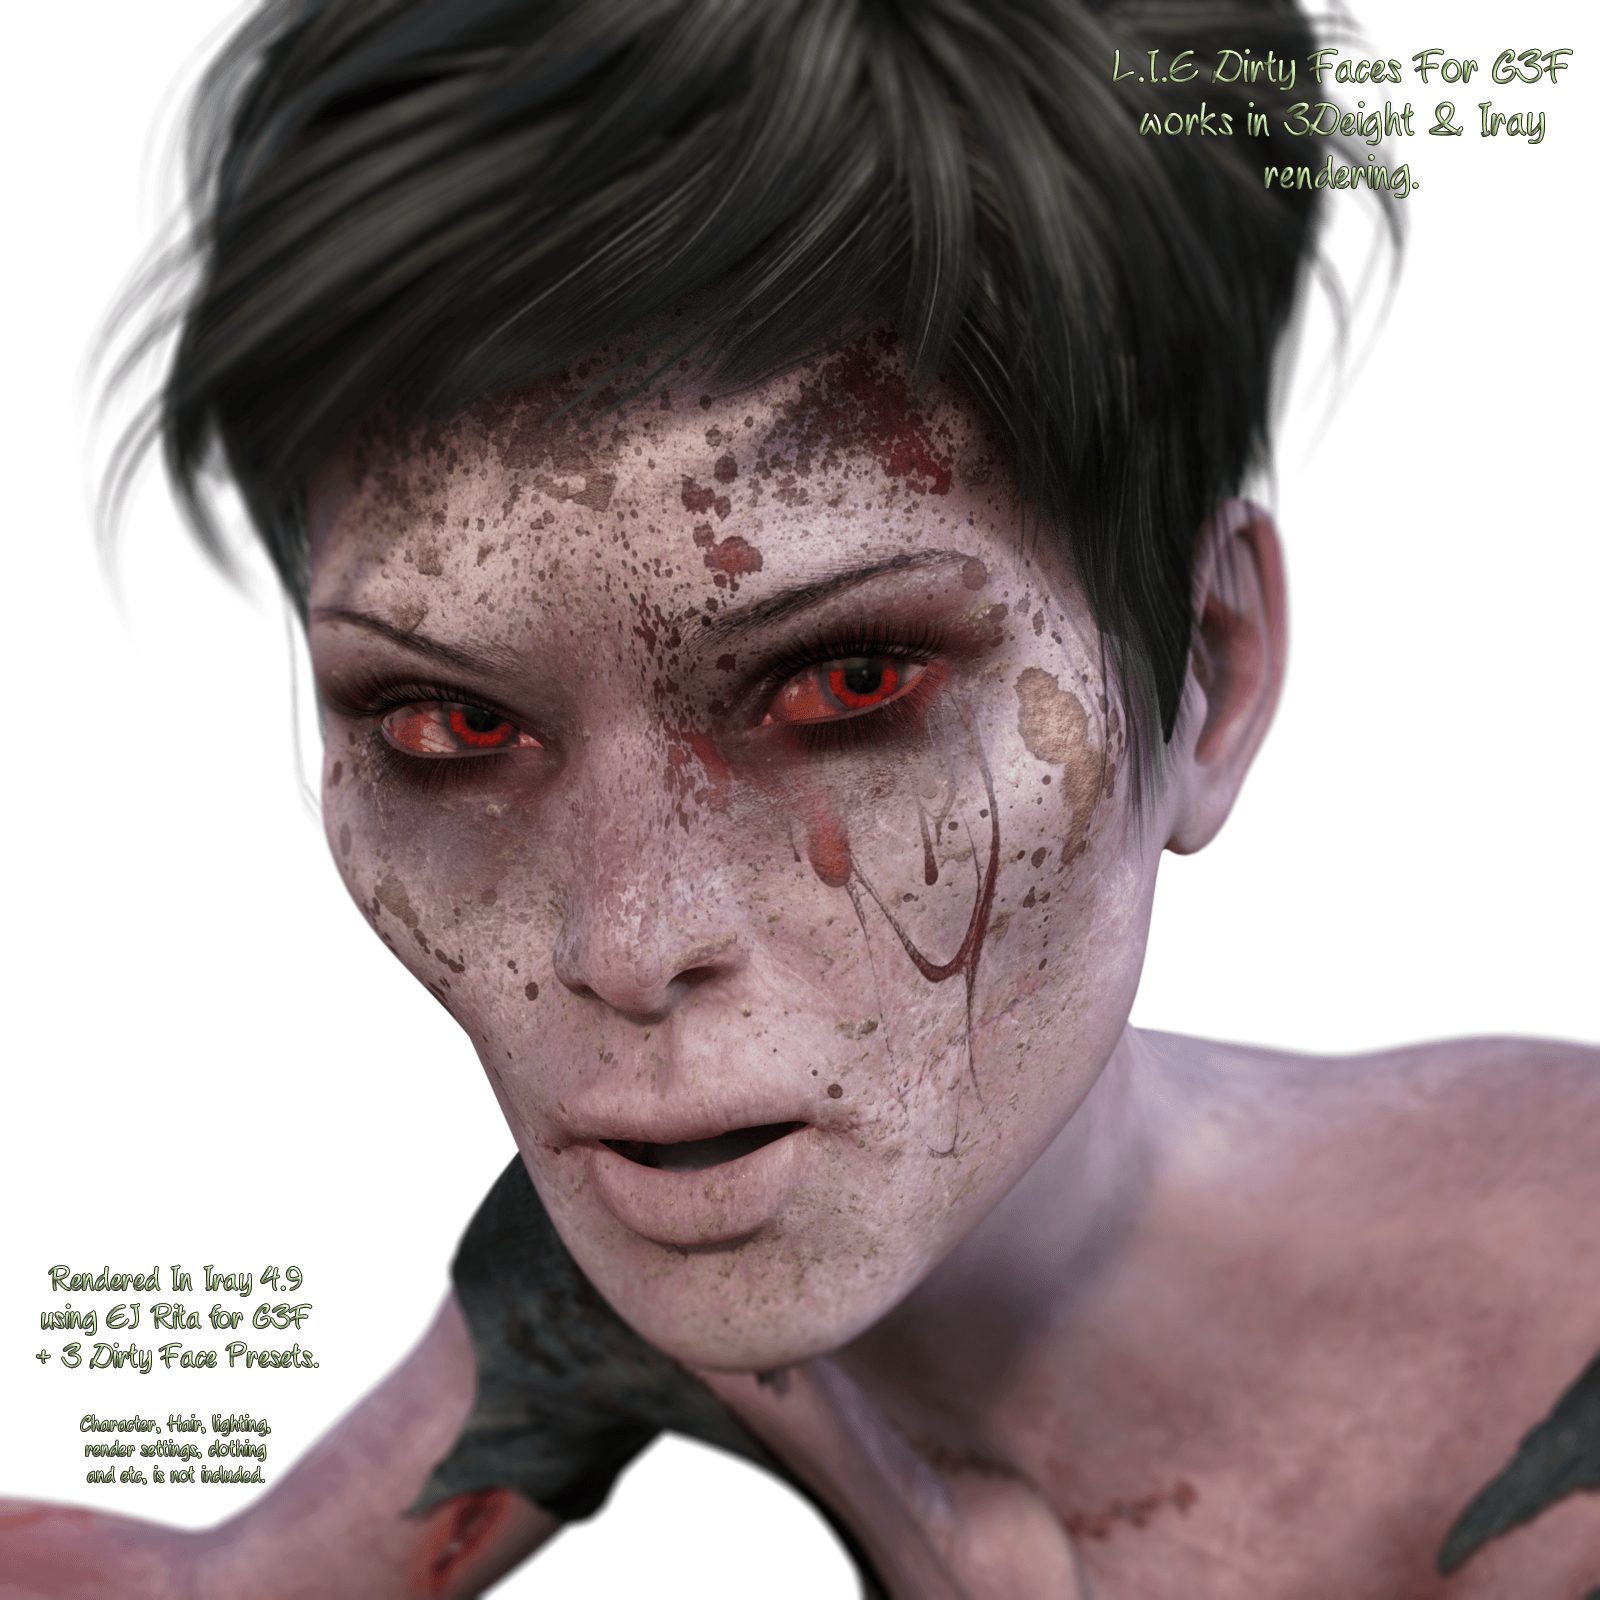 L.I.E Dirty Faces For G3F
works in 3Deight & Iray
rendering.
Rendered In Iray 4.9
using EJ Rita for G3F
+ 3 Dirty Face Presets.
Character, Hair, lighting,
render settings, clothing
and etc, is not included.